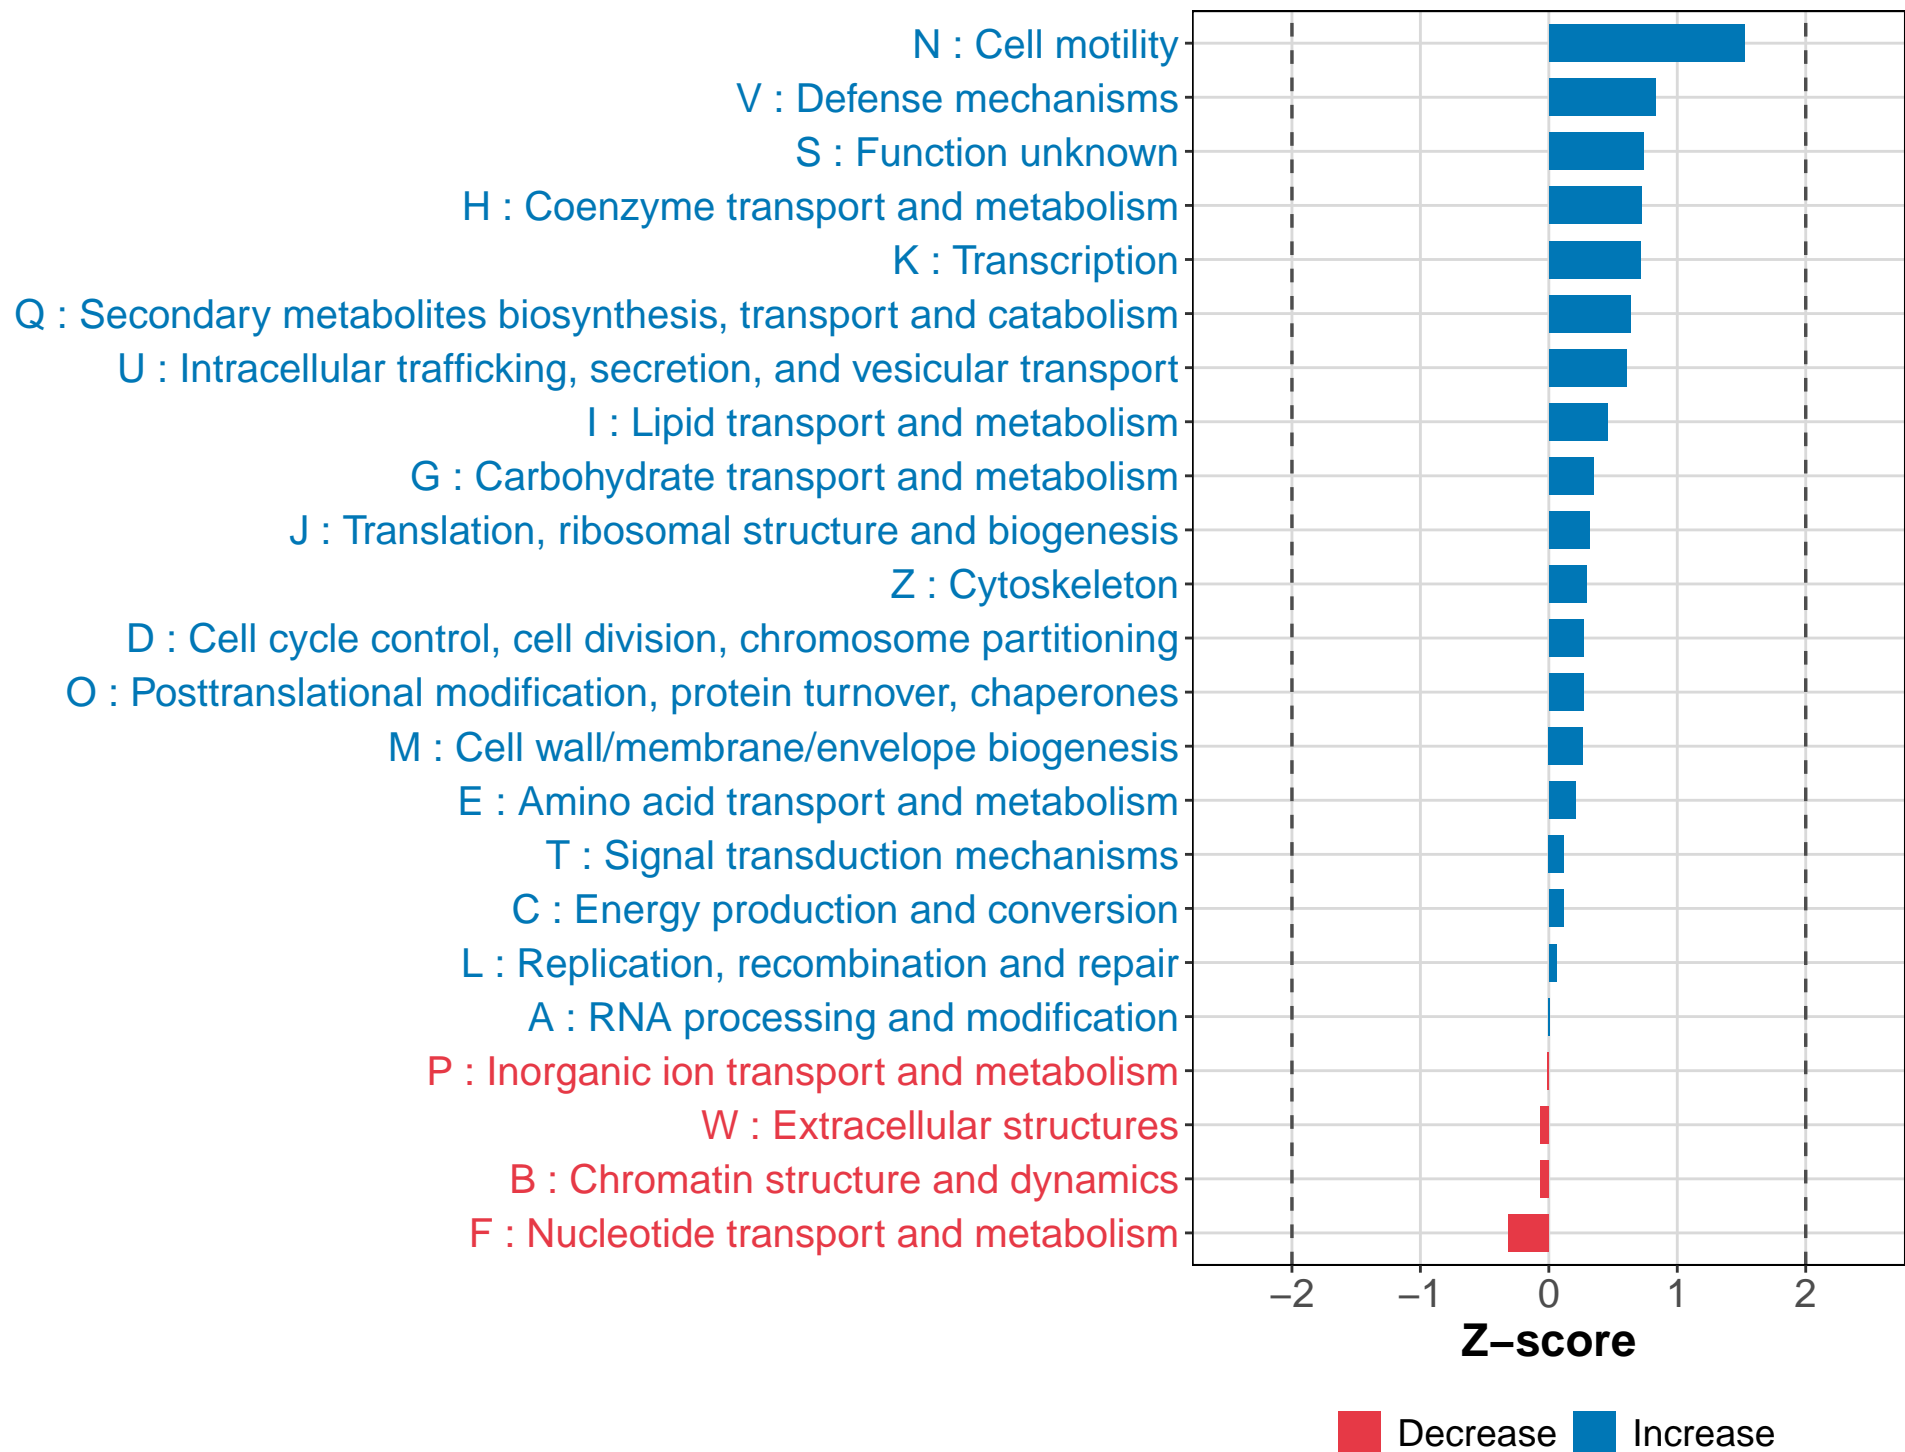 N : Cell motility
V : Defense mechanisms
S : Function unknown
H : Coenzyme transport and metabolism
K : Transcription
Q : Secondary metabolites biosynthesis, transport and catabolism
U : Intracellular trafficking, secretion, and vesicular transport
I : Lipid transport and metabolism
G : Carbohydrate transport and metabolism
J : Translation, ribosomal structure and biogenesis
Z : Cytoskeleton
D : Cell cycle control, cell division, chromosome partitioning
O : Posttranslational modification, protein turnover, chaperones
M : Cell wall/membrane/envelope biogenesis
E : Amino acid transport and metabolism
T : Signal transduction mechanisms
C : Energy production and conversion
L : Replication, recombination and repair
A : RNA processing and modification
P : Inorganic ion transport and metabolism
W : Extracellular structures
B : Chromatin structure and dynamics
F : Nucleotide transport and metabolism
−2 −1 0 1 2
Z−score
Decrease Increase